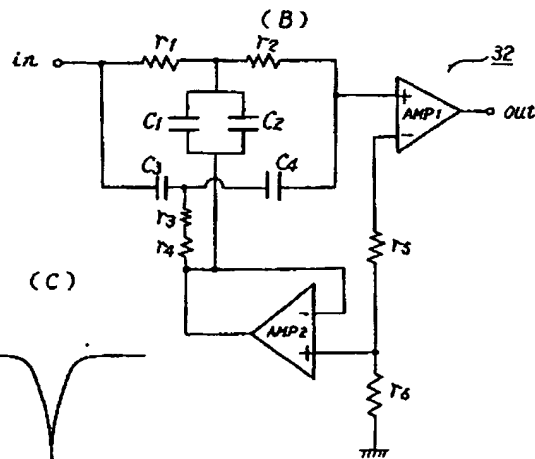 (B)
in
r1
r2
32
C1
C2
+
AMP1
-
out
C3
C4
r3
r4
r5
(C)
-
AMP2
+
r6